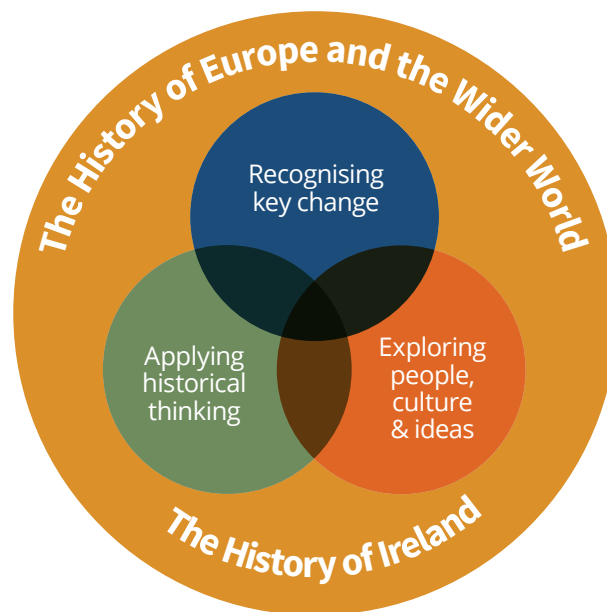 The History of Europe and the Wider World
Recognising
key change
Applying
historical
thinking
Exploring
people,
culture
& ideas
The History of Ireland